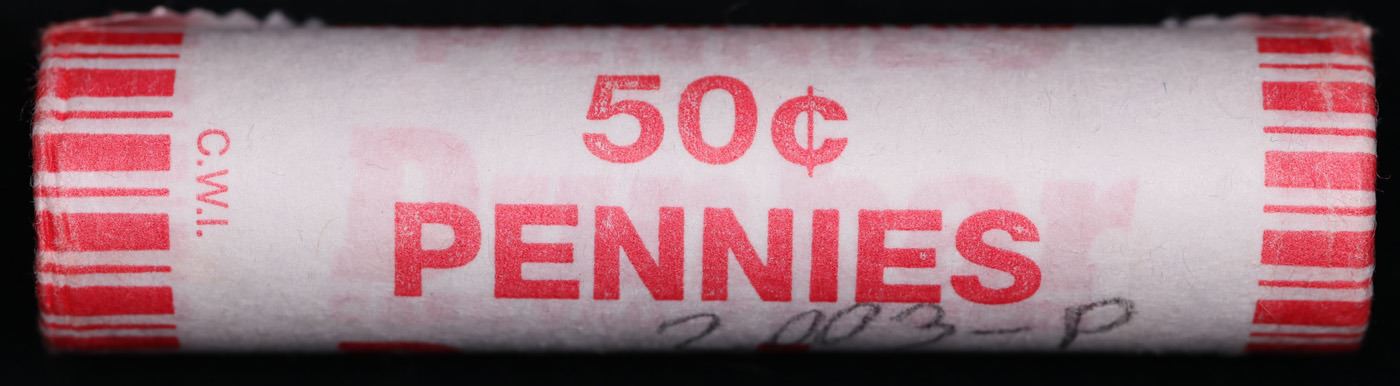 50¢
PENNIES
C.W.I.
2003-P